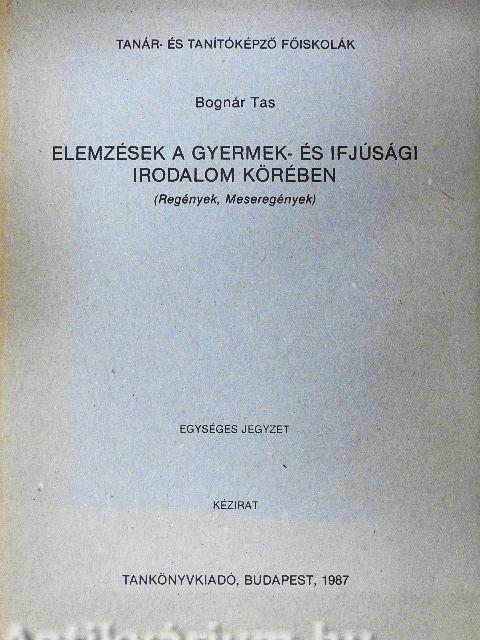 TANÁR- ÉS TANÍTÓKÉPZŐ FŐISKOLÁK
Bognár Tas
ELEMZÉSEK A GYERMEK- ÉS IFJÚSÁGI
IRODALOM KÖRÉBEN
(Regények, Meseregények)
EGYSÉGES JEGYZET
KÉZIRAT
TANKÖNYVKIADÓ, BUDAPEST, 1987